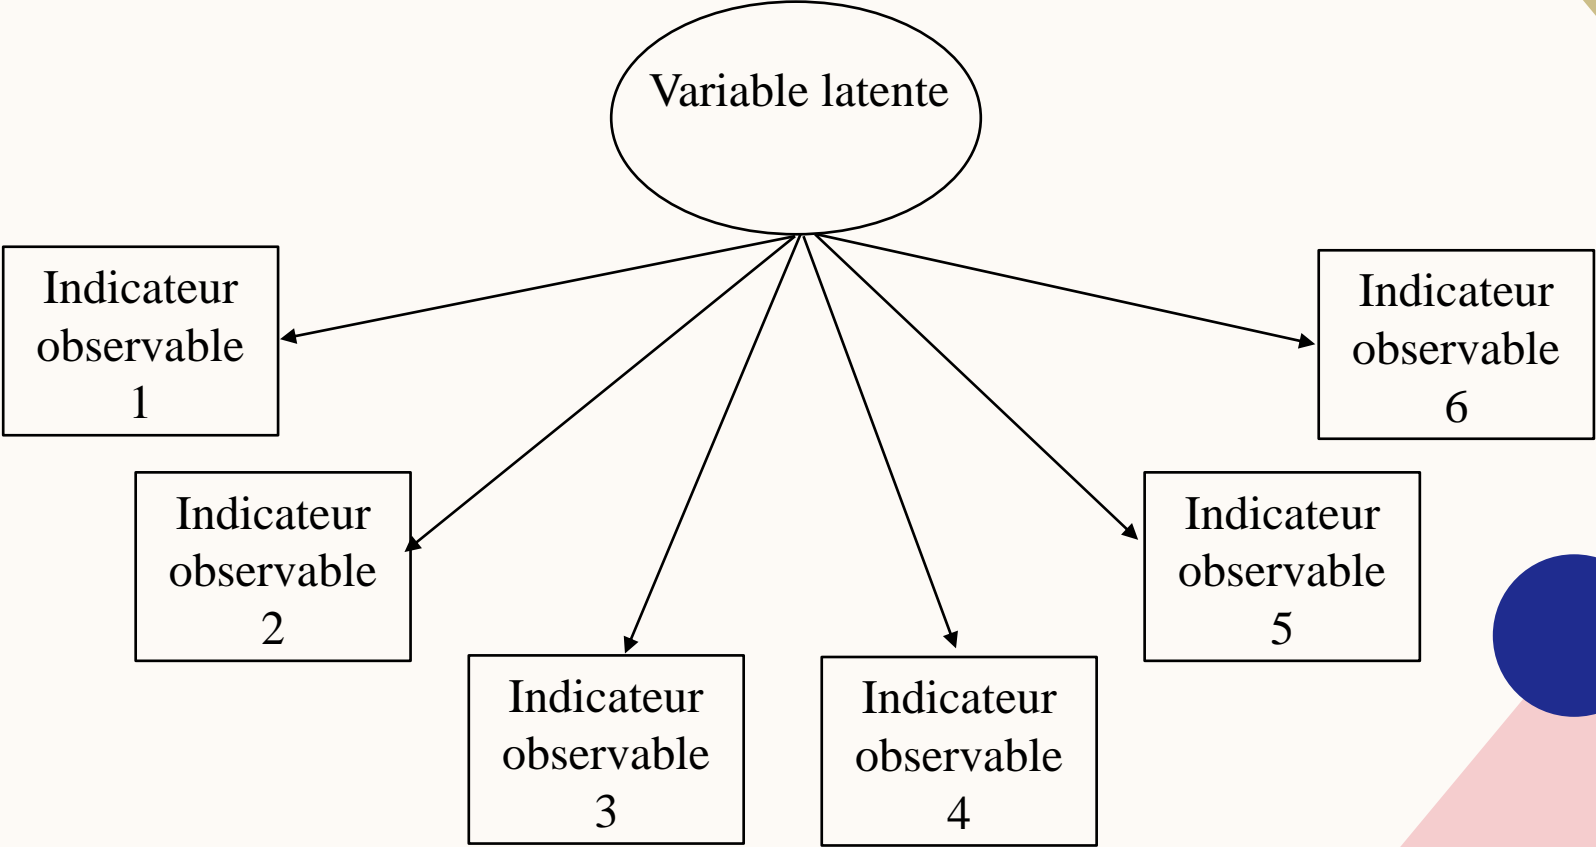 Variable latente
Indicateur
observable
1
Indicateur
observable
2
Indicateur
observable
3
Indicateur
observable
4
Indicateur
observable
5
Indicateur
observable
6